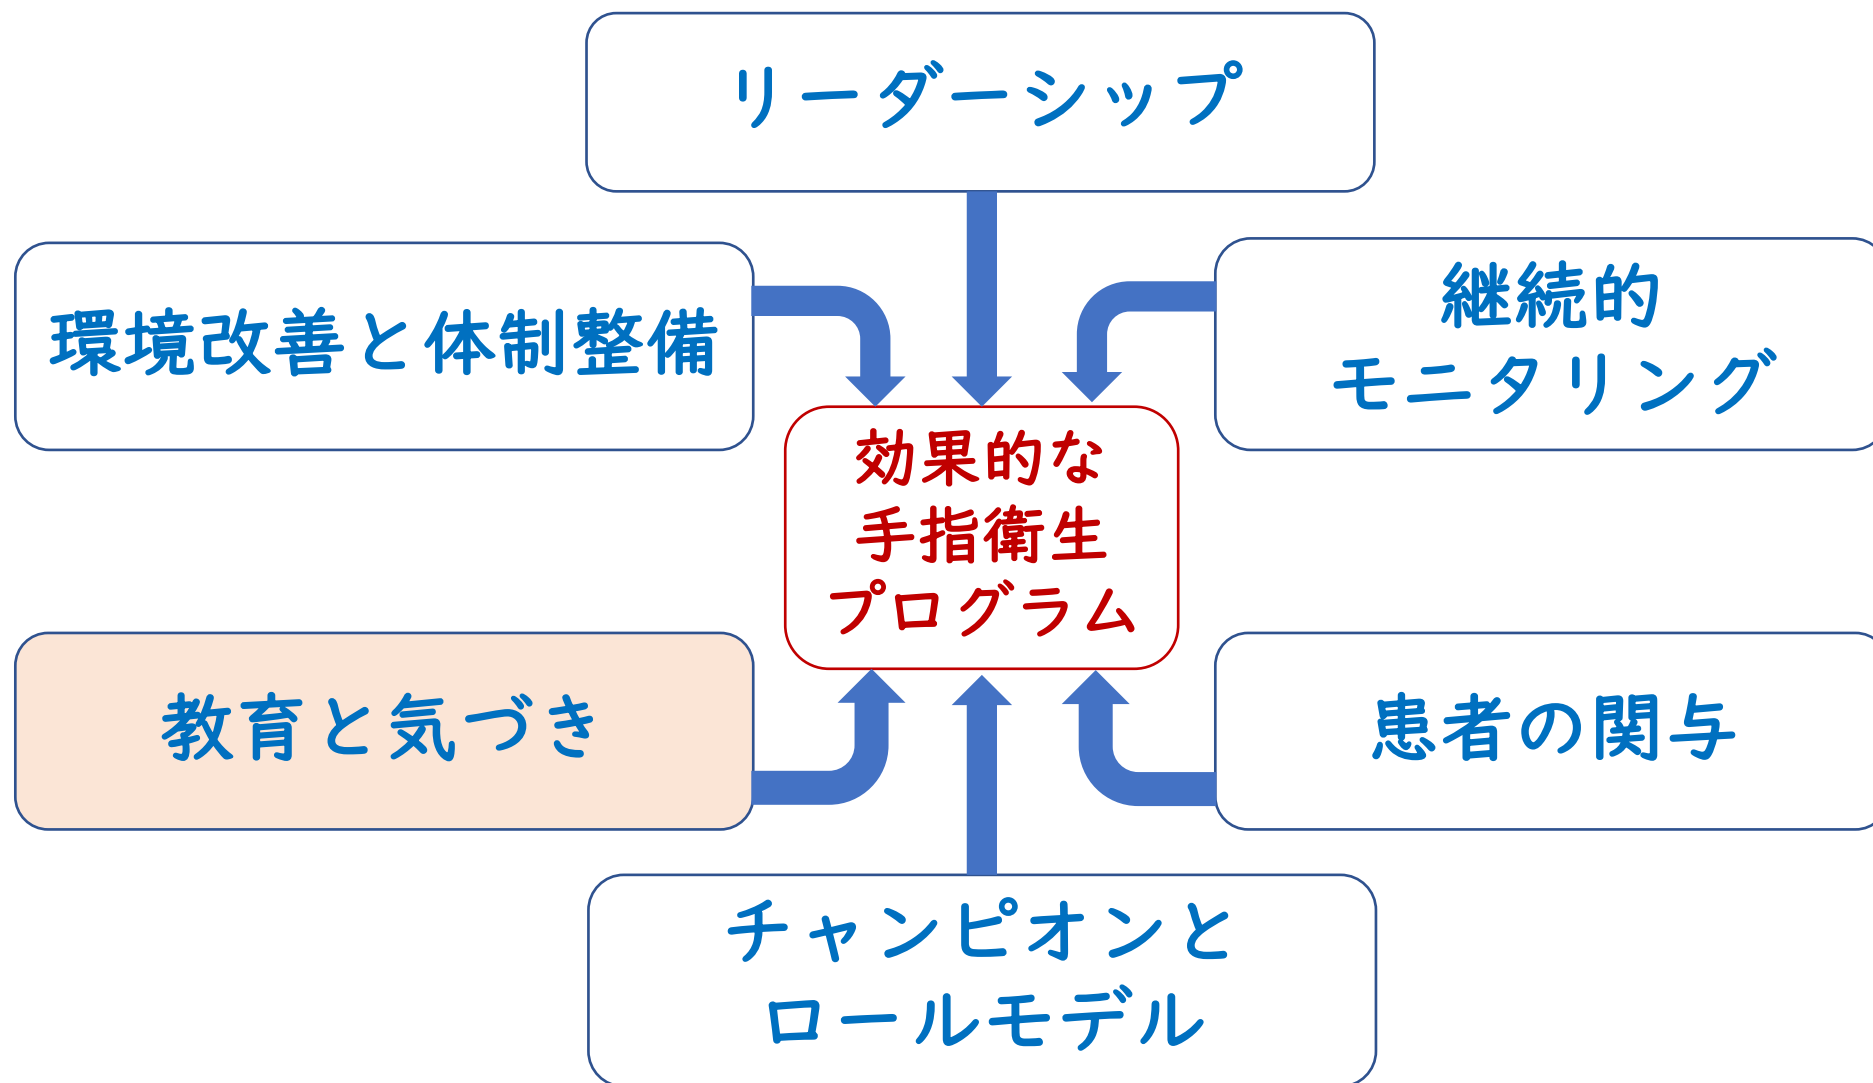 リーダーシップ
環境改善と体制整備
継続的
モニタリング
効果的な
手指衛生
プログラム
教育と気づき
患者の関与
チャンピオンと
ロールモデル